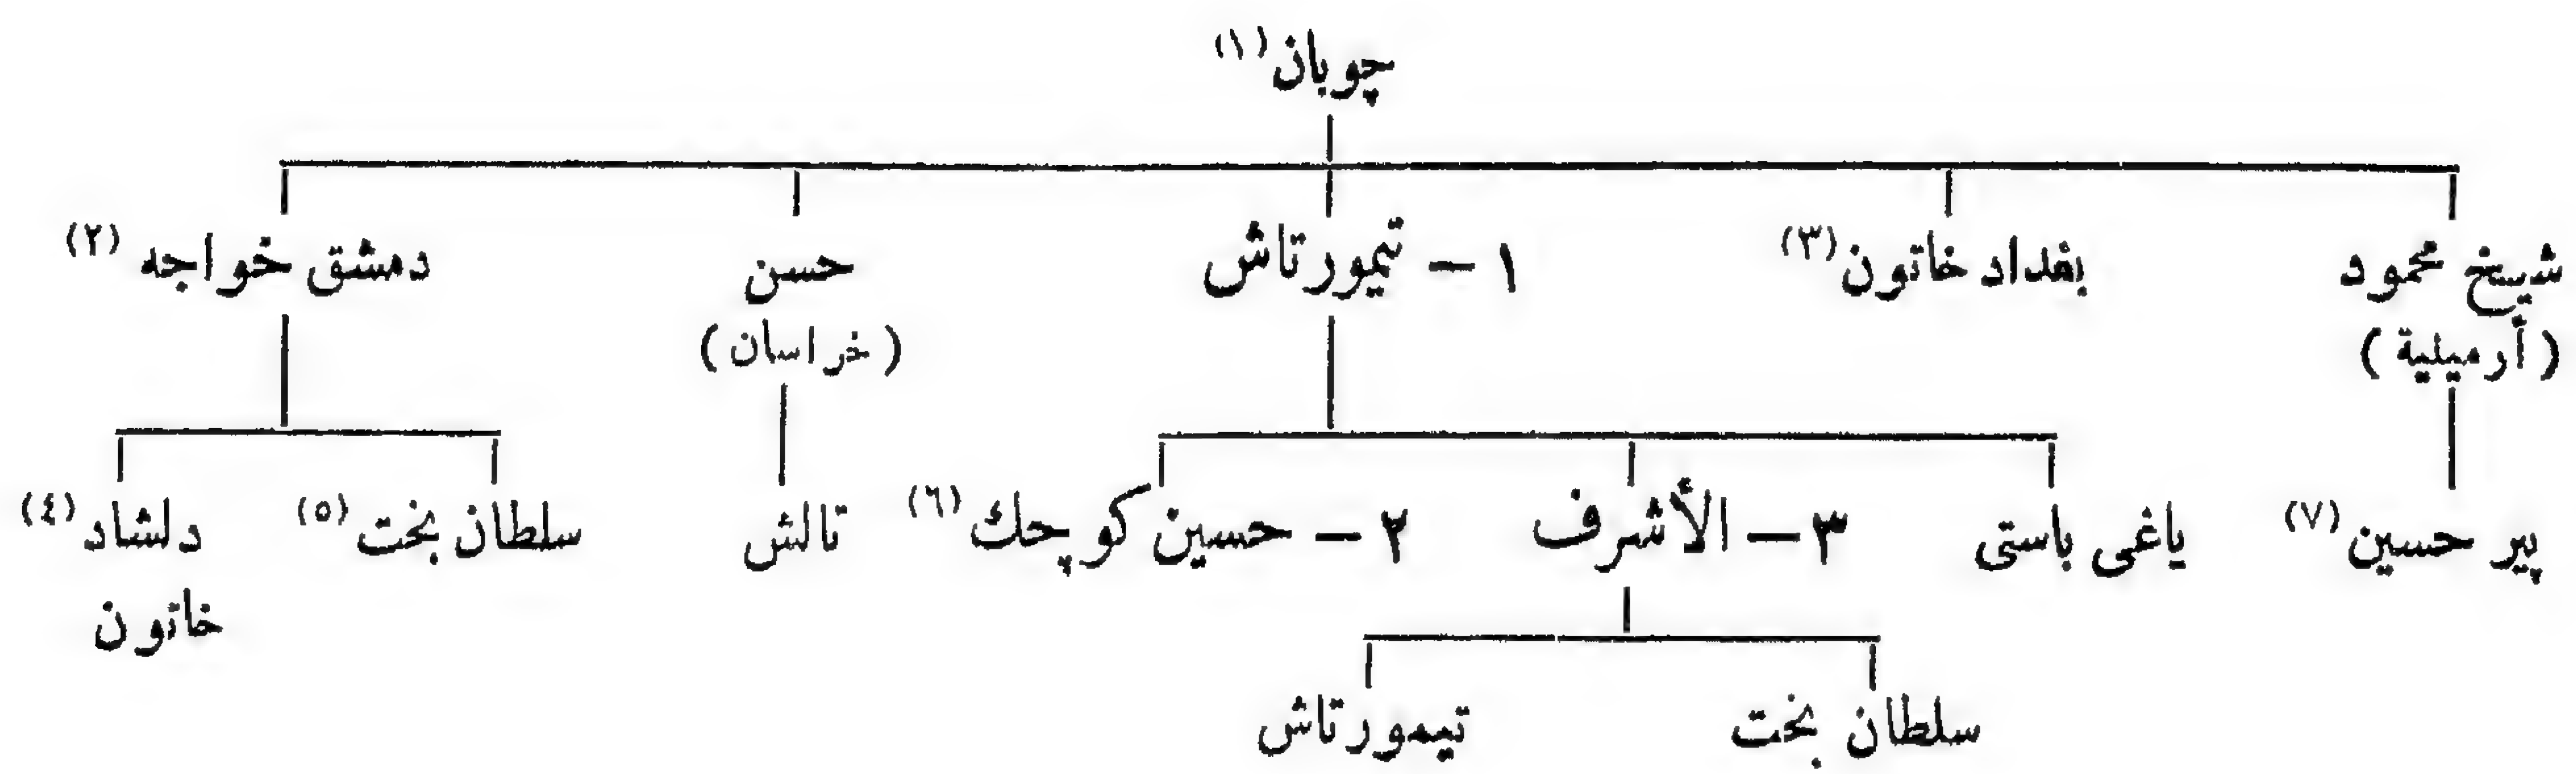 چوبان (١)
شيخ محمود
(أرميلية)
بغداد خاتون (٣)
١ – تيمورتاش
حسن
(خراسان)
دمشق خواجه (٢)
پير حسين (٧)
ياغى باستى
٣ – الأشرف
٢ – حسين كوچك (٦)
تالش
سلطان بخت (٥)
دلشاد (٤)
خاتون
سلطان بخت
تيمورتاش